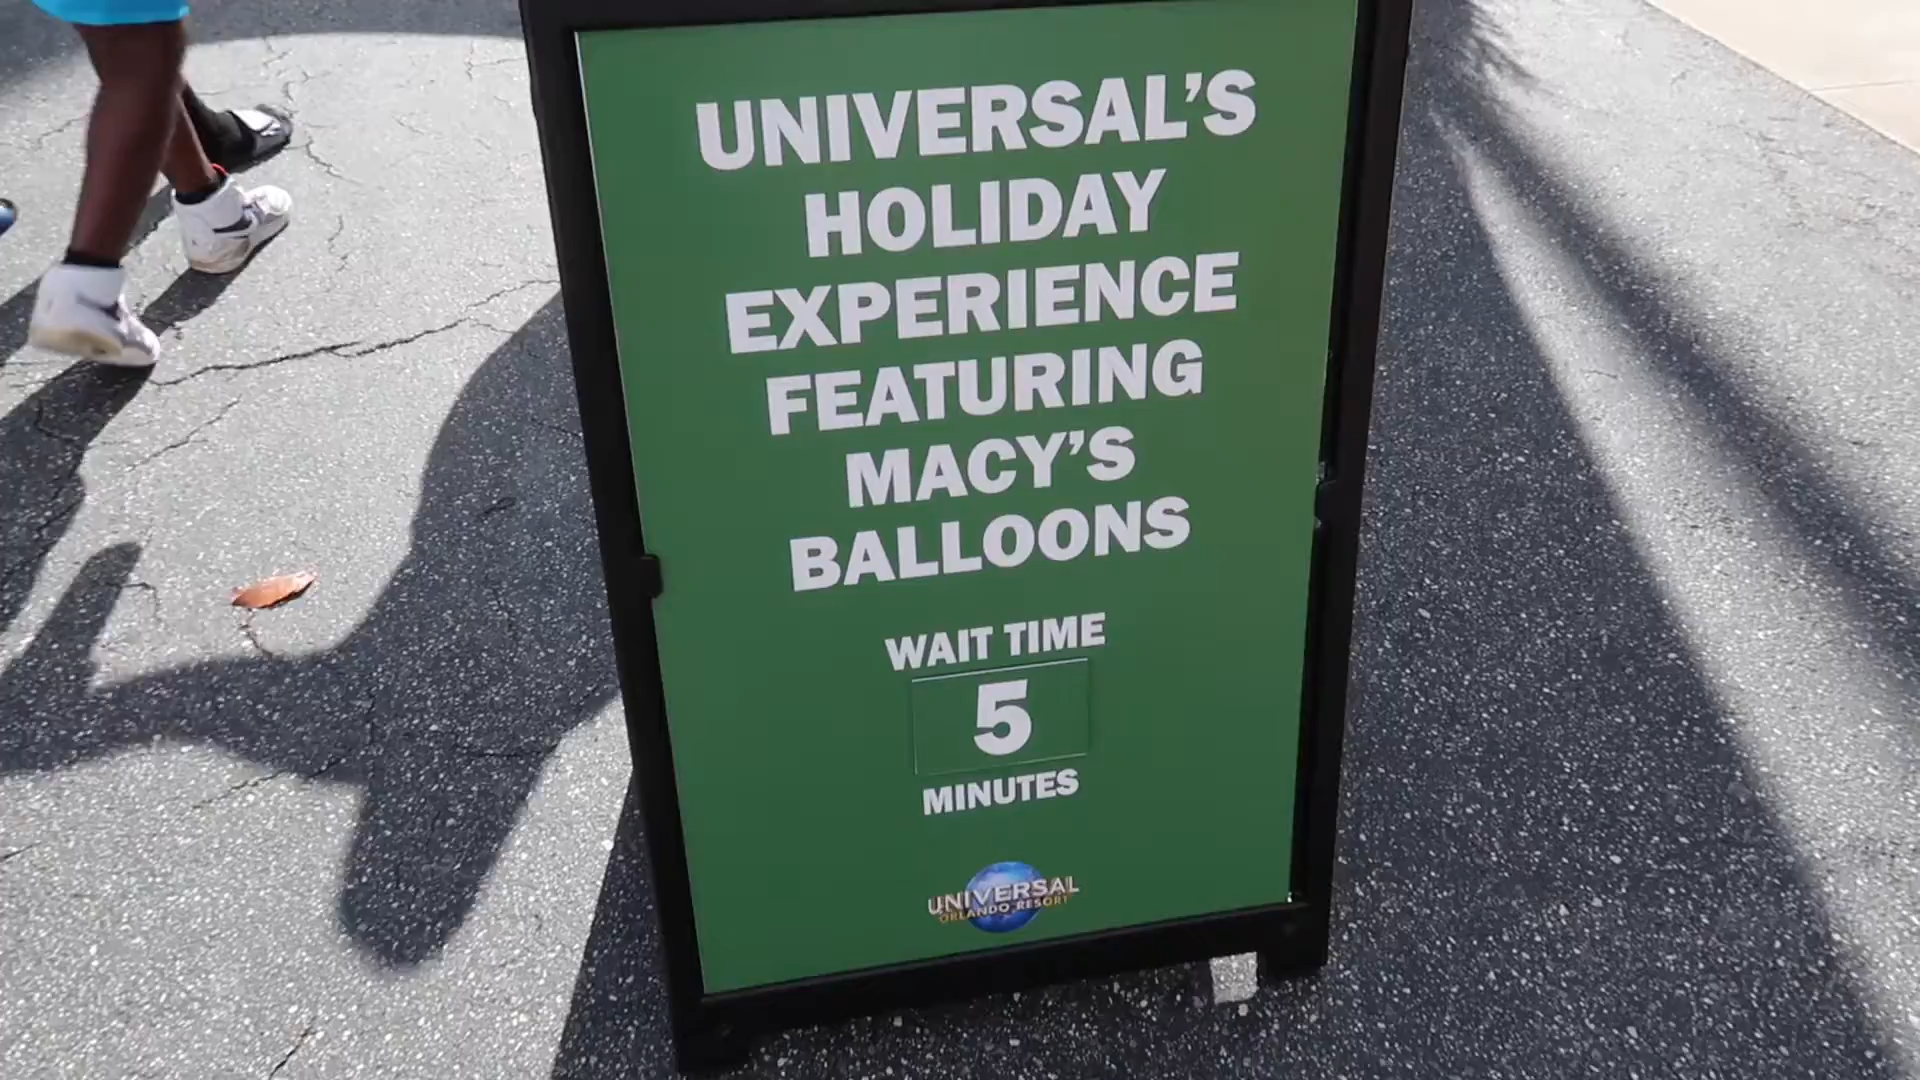 UNIVERSAL'S
HOLIDAY
EXPERIENCE
FEATURING
MACY'S
BALLOONS
WAIT TIME
5
MINUTES
UNIVERSAL
ORLANDO RESORT